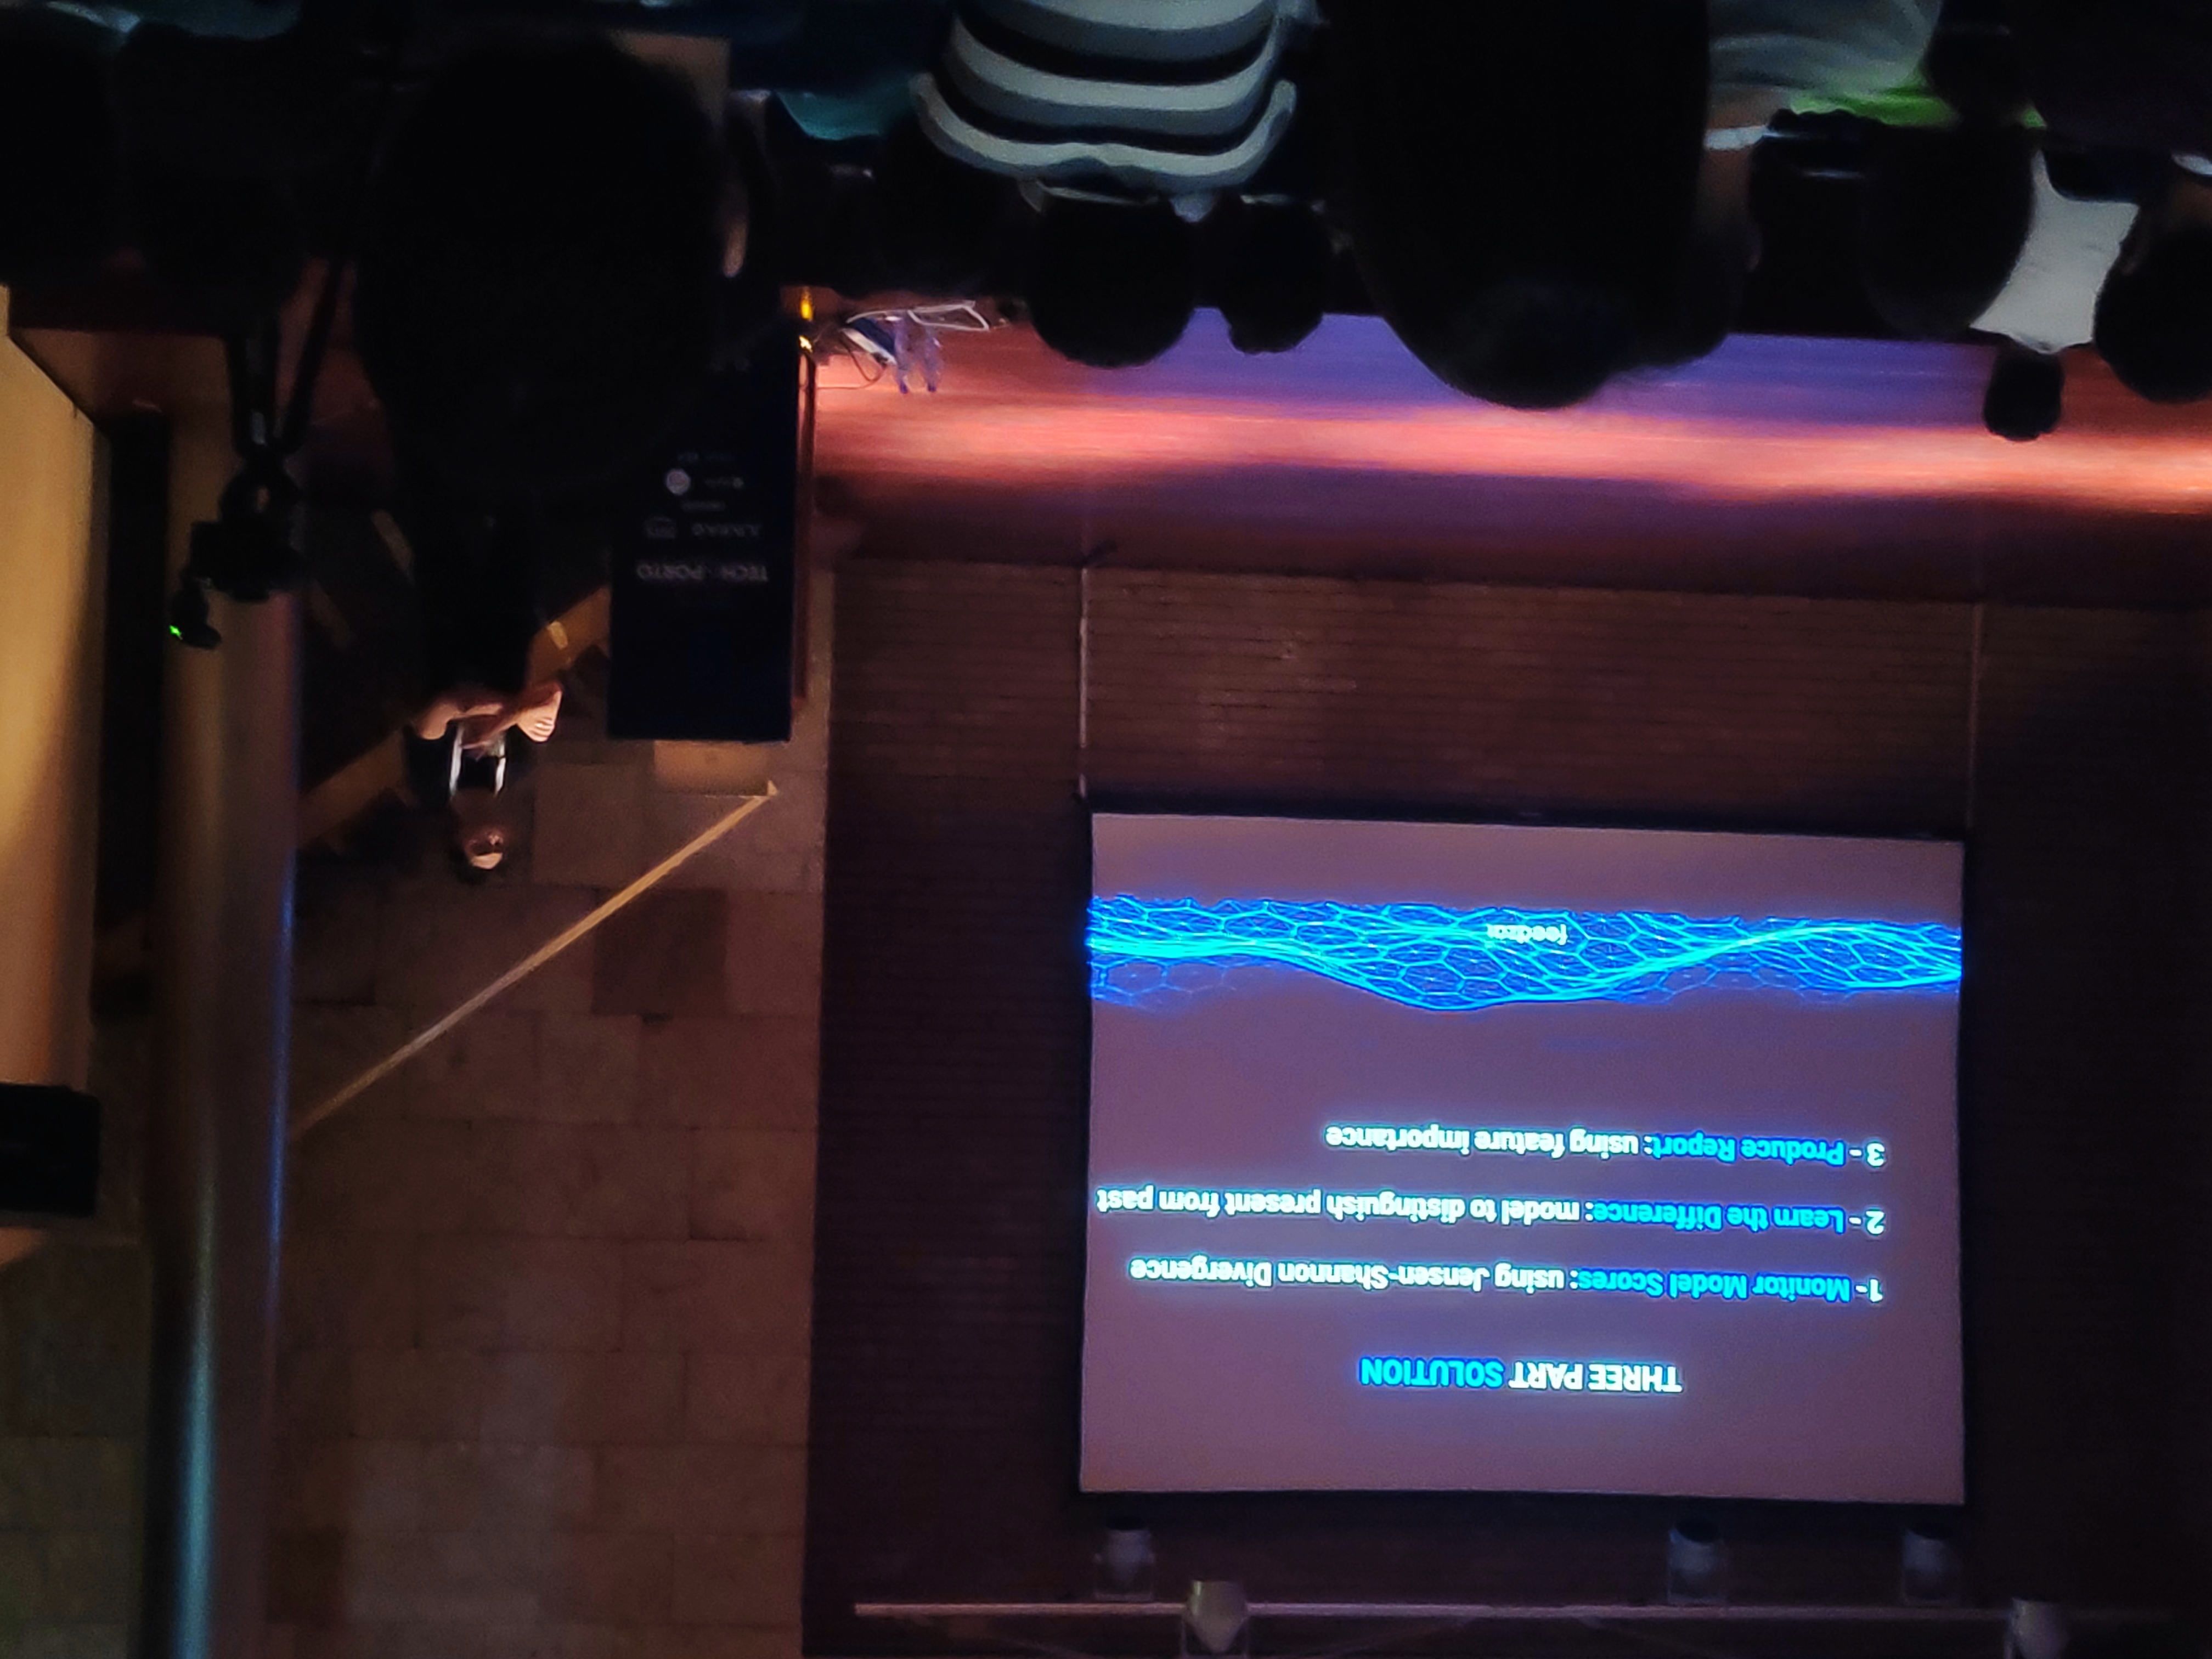 THREE PART SOLUTION
1- Monitor Model Scores: using Jensen-Shannon Divergence
2 - Learn the Difference: model to distinguish present from past
3 - Produce Report: using feature importance
feedzai
TECH PORTO